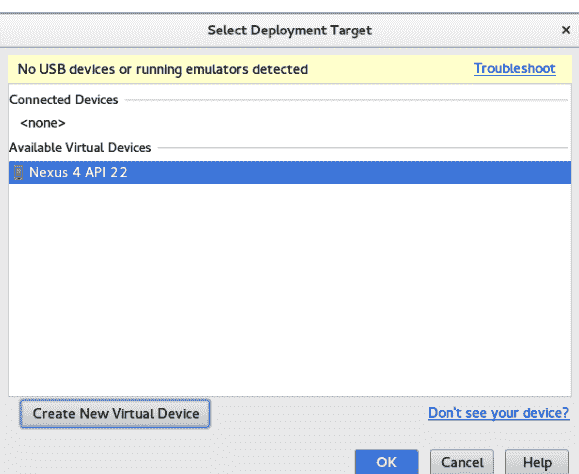 Select Deployment Target
×
No USB devices or running emulators detected Troubleshoot
Connected Devices
<none>
Available Virtual Devices
Nexus 4 API 22
Create New Virtual Device Don't see your device?
OK Cancel Help